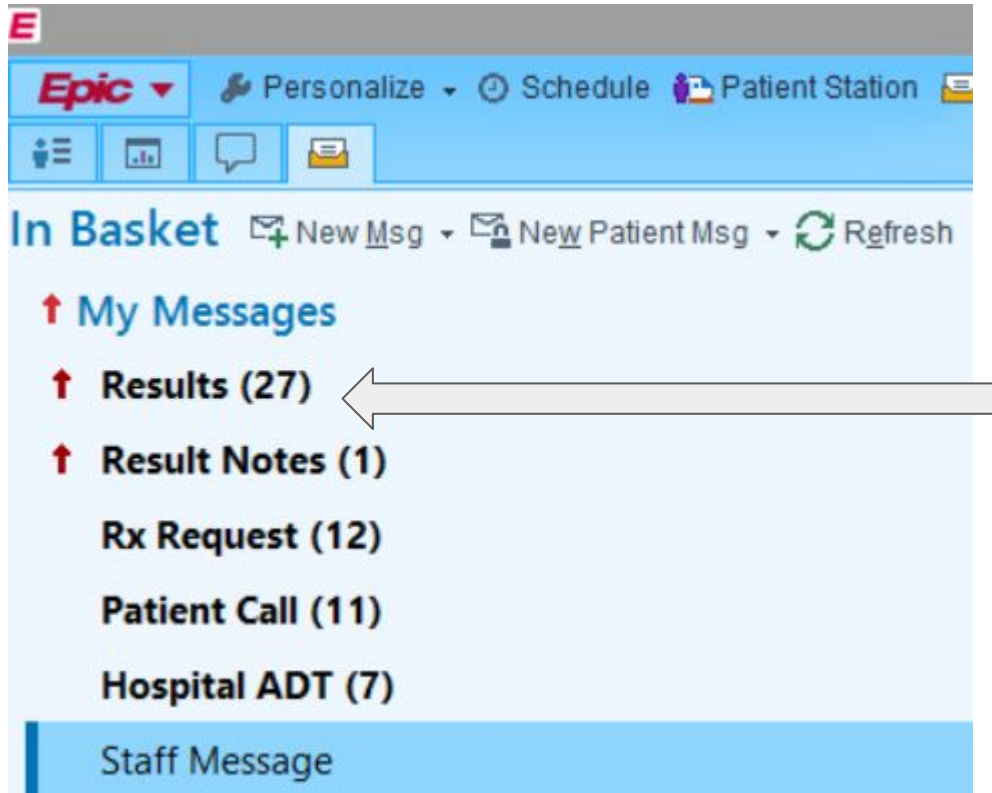 E
Epic Personalize Schedule Patient Station
In Basket New Msg New Patient Msg Refresh
My Messages
Results (27)
Result Notes (1)
Rx Request (12)
Patient Call (11)
Hospital ADT (7)
Staff Message